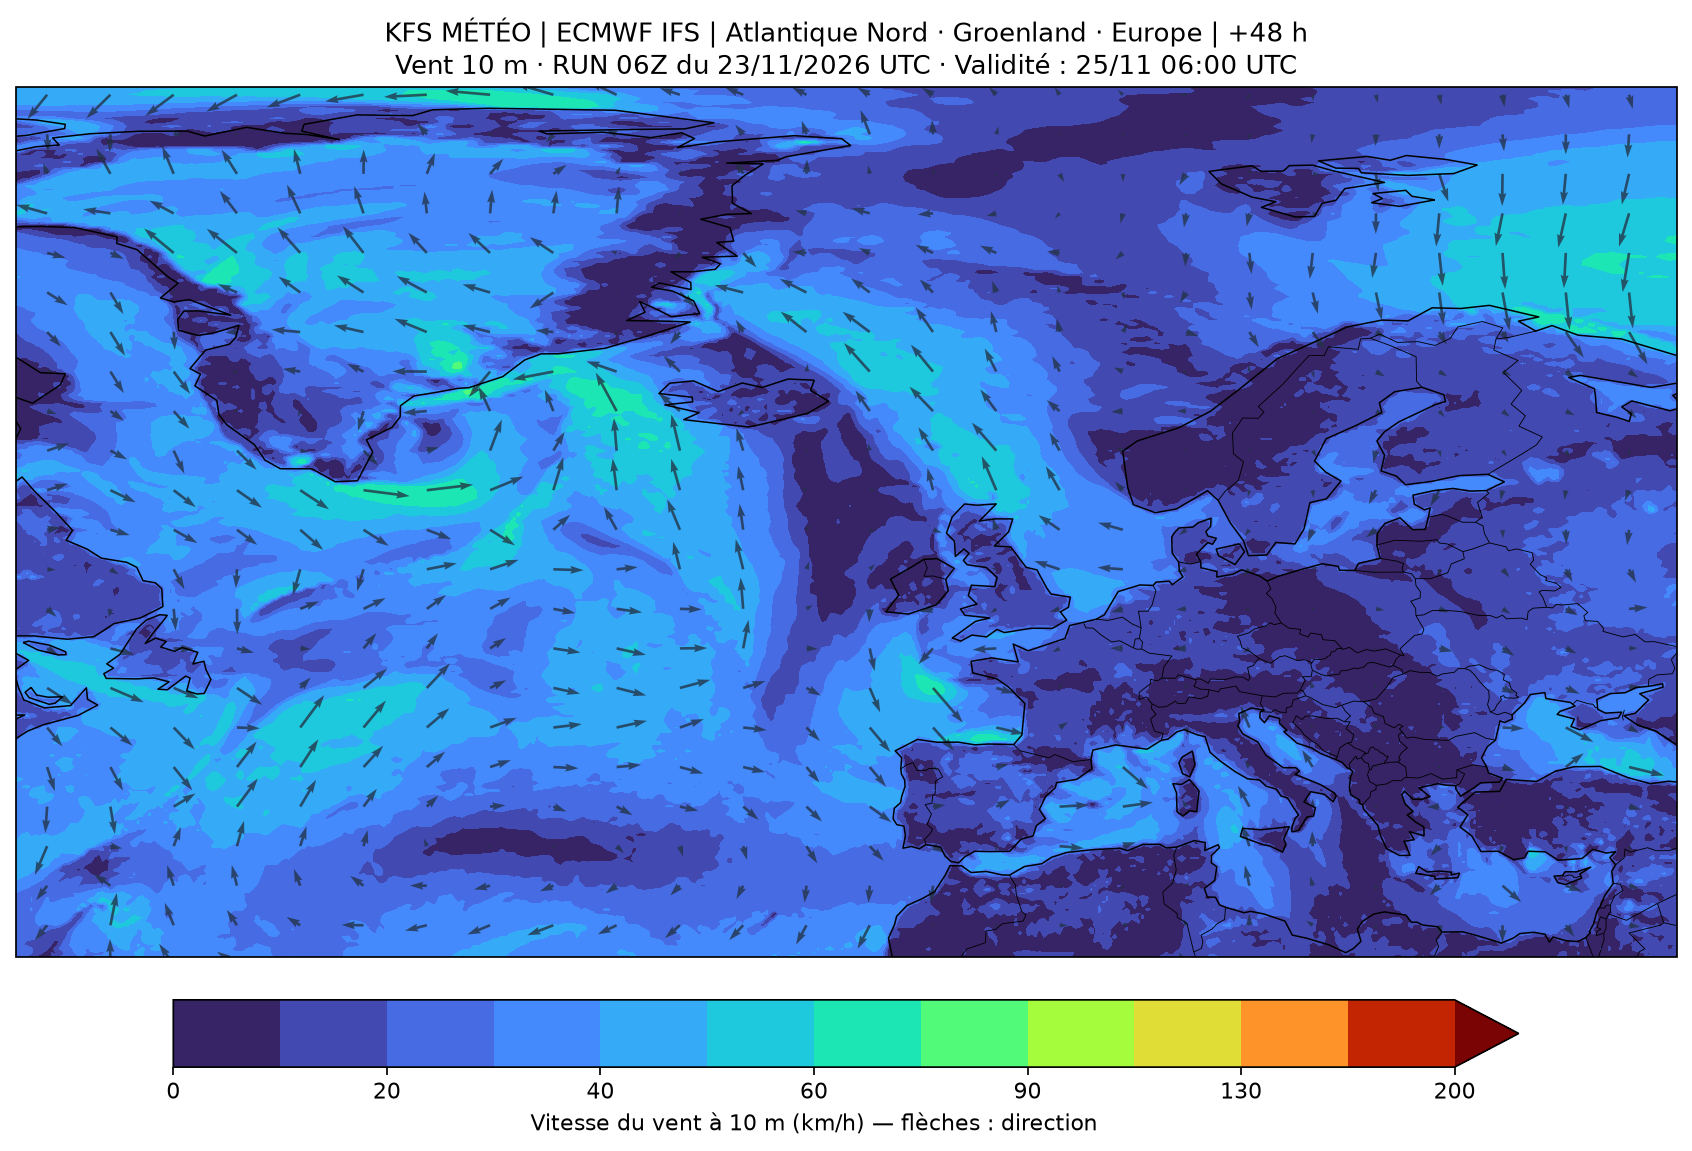 KFS MÉTÉO | ECMWF IFS | Atlantique Nord · Groenland · Europe | +48 h
Vent 10 m · RUN 06Z du 23/11/2026 UTC · Validité : 25/11 06:00 UTC
0 20 40 60 90 130 200
Vitesse du vent à 10 m (km/h) — flèches : direction